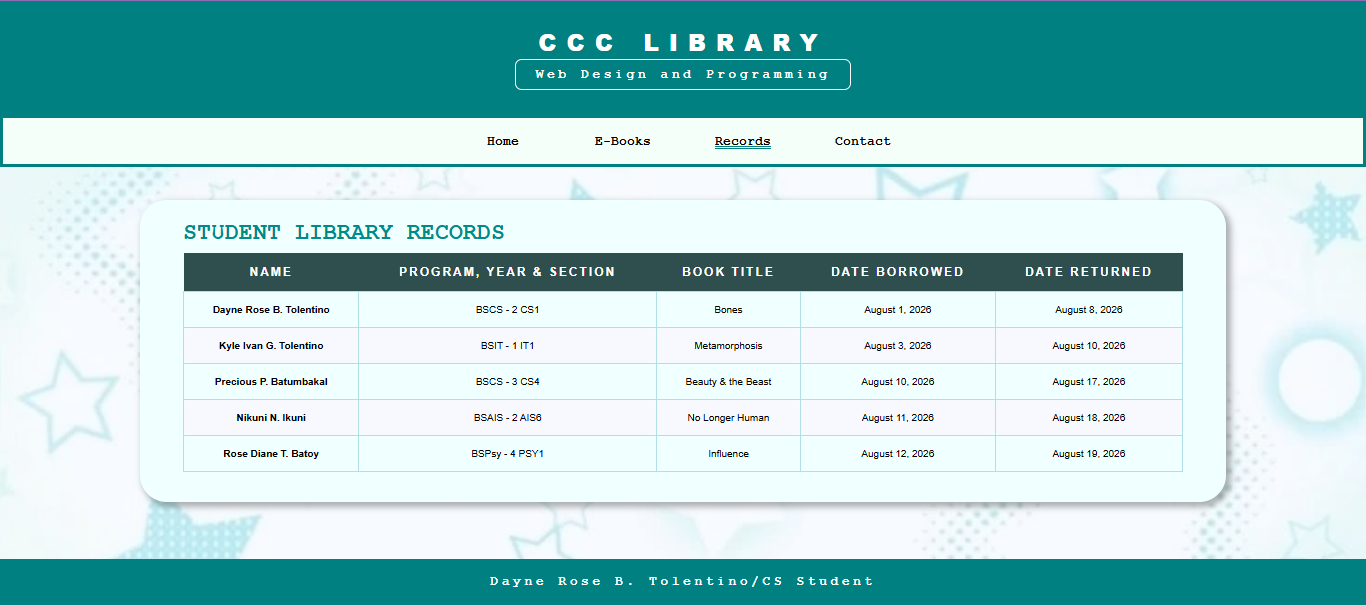 CCC LIBRARY
Web Design and Programming
Home E-Books Records Contact
STUDENT LIBRARY RECORDS
NAME PROGRAM, YEAR & SECTION BOOK TITLE DATE BORROWED DATE RETURNED
Dayne Rose B. Tolentino BSCS - 2 CS1 Bones August 1, 2026 August 8, 2026
Kyle Ivan G. Tolentino BSIT - 1 IT1 Metamorphosis August 3, 2026 August 10, 2026
Precious P. Batumbakal BSCS - 3 CS4 Beauty & the Beast August 10, 2026 August 17, 2026
Nikuni N. Ikuni BSAIS - 2 AIS6 No Longer Human August 11, 2026 August 18, 2026
Rose Diane T. Batoy BSPsy - 4 PSY1 Influence August 12, 2026 August 19, 2026
Dayne Rose B. Tolentino/CS Student